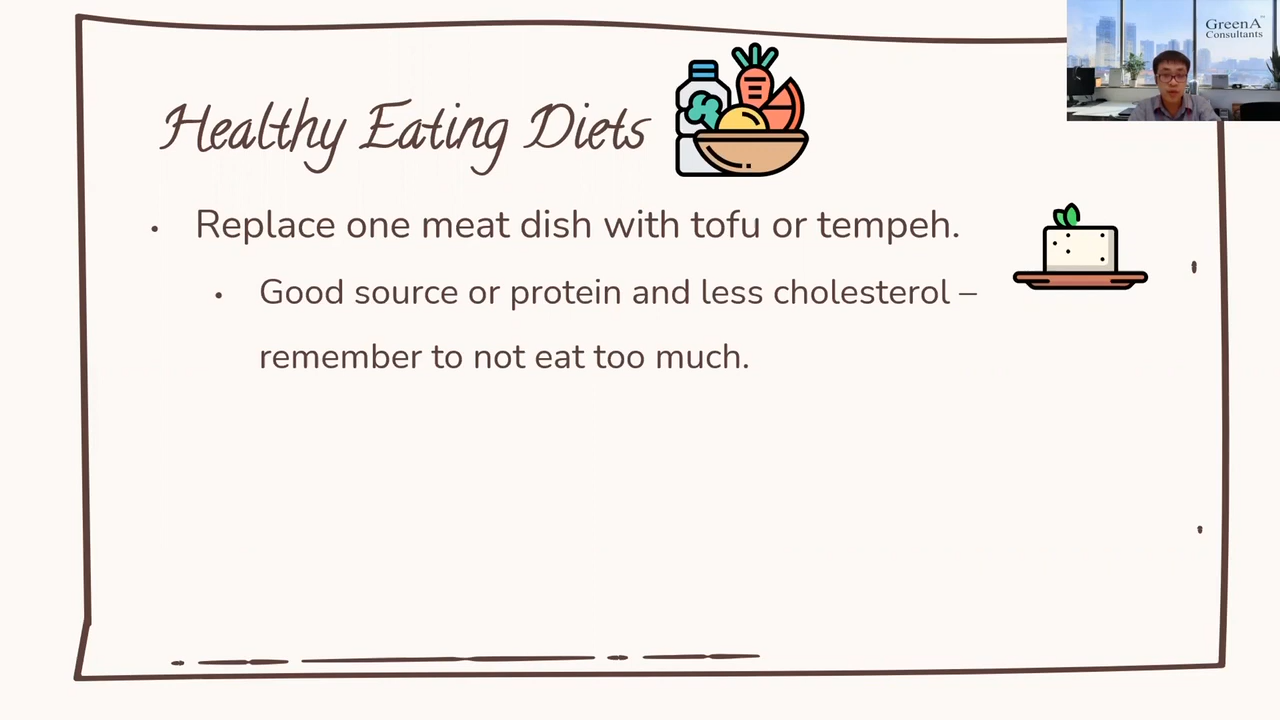 GreenA
Consultants
Healthy Eating Diets
• Replace one meat dish with tofu or tempeh.
• Good source or protein and less cholesterol –
remember to not eat too much.